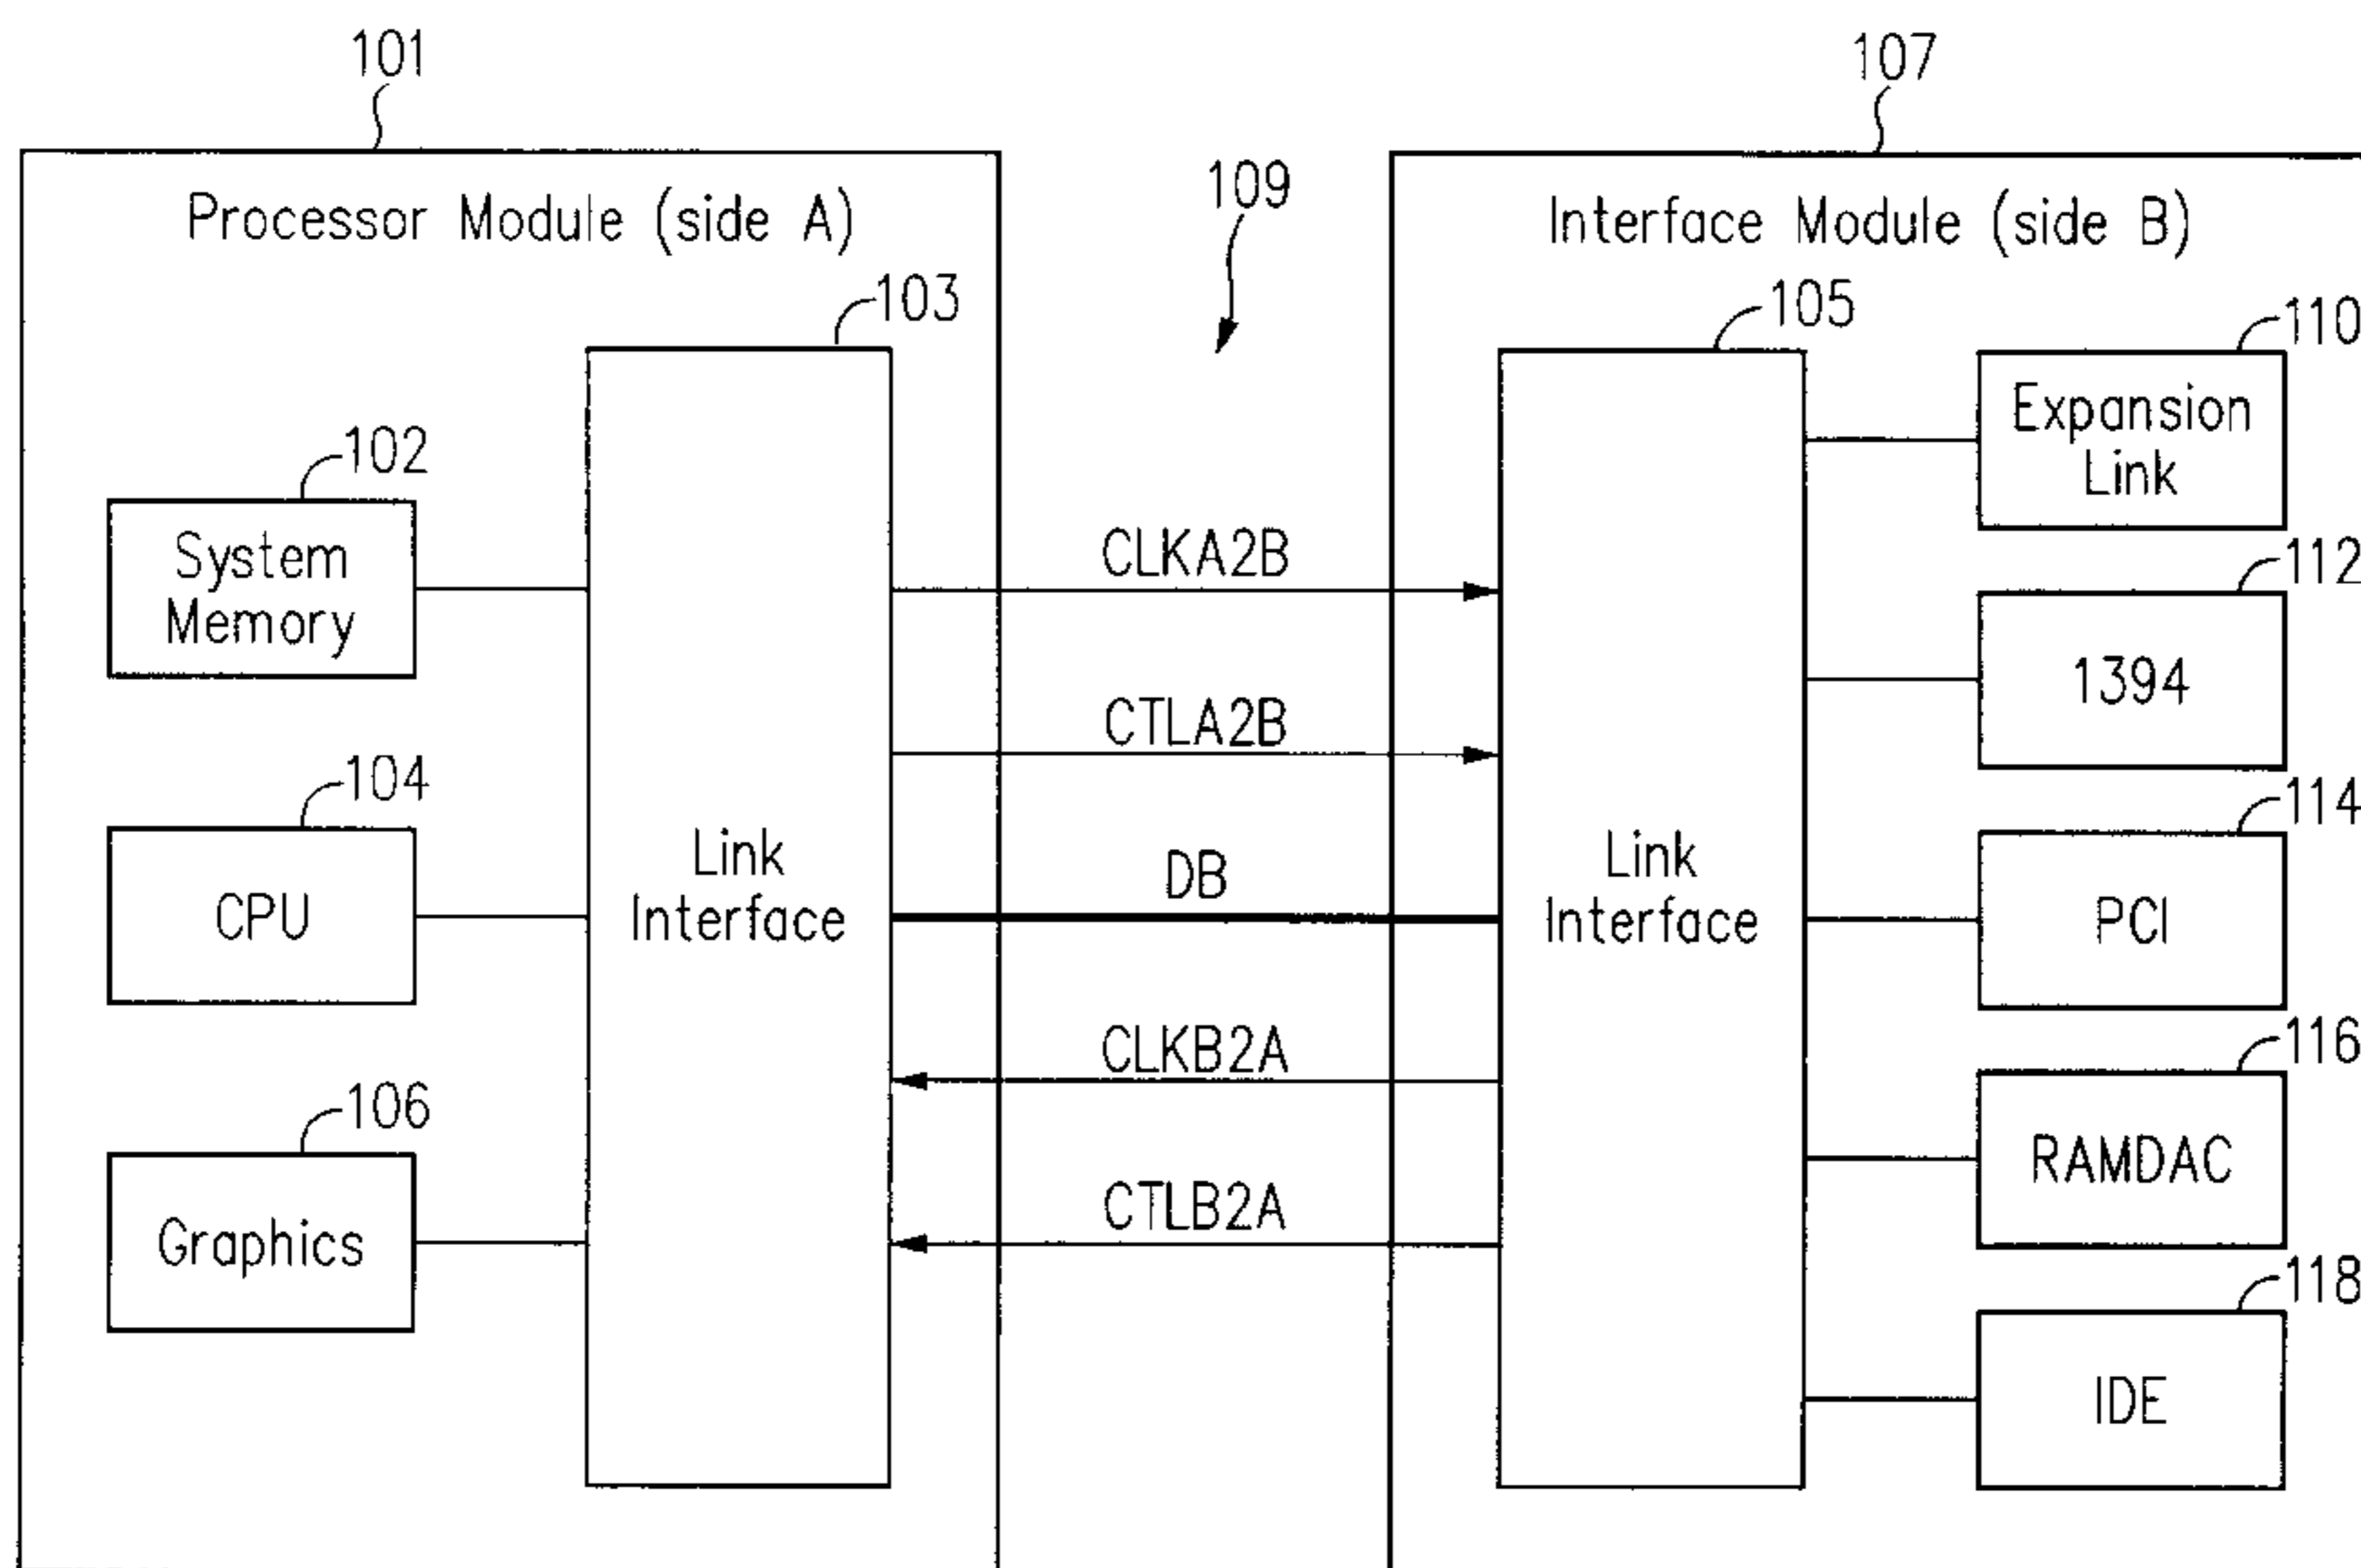 101
107
109
Processor Module (side A)
Interface Module (side B)
103
105
110
Expansion
Link
102
System
Memory
CLKA2B
112
1394
CTLA2B
104
CPU
Link
Interface
DB
Link
Interface
114
PCI
CLKB2A
116
RAMDAC
106
Graphics
CTLB2A
118
IDE